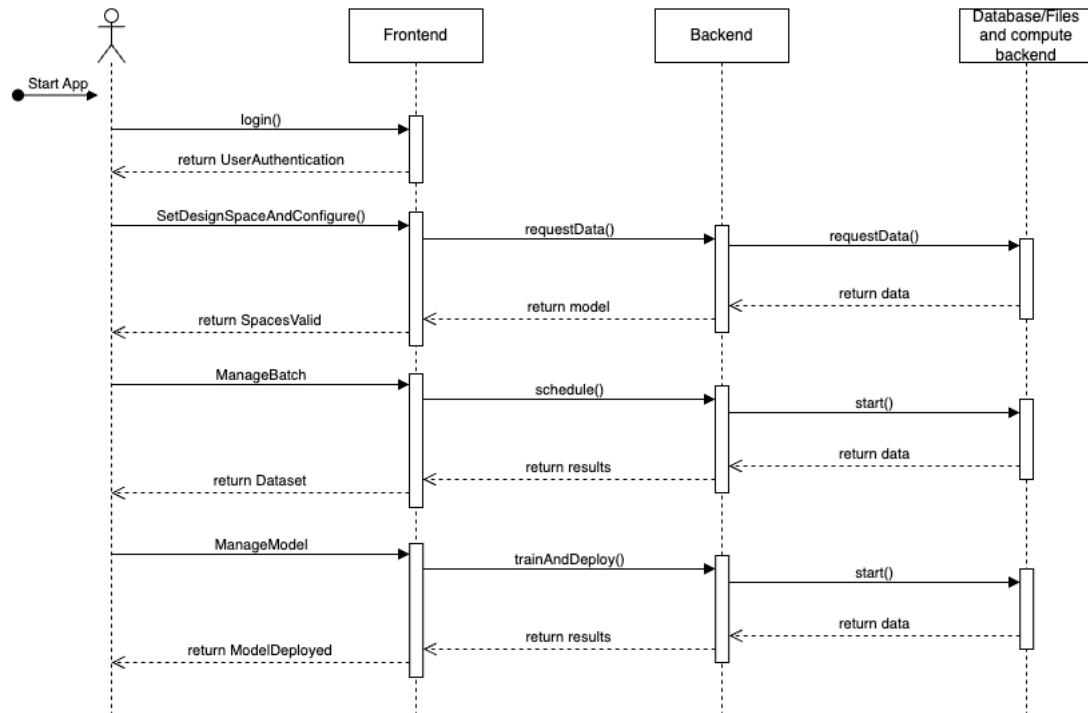 Frontend
Backend
Database/Files
and compute
backend
Start App
login()
return UserAuthentication
SetDesignSpaceAndConfigure()
requestData()
requestData()
return data
return model
return SpacesValid
ManageBatch
schedule()
start()
return data
return results
return Dataset
ManageModel
trainAndDeploy()
start()
return data
return results
return ModelDeployed